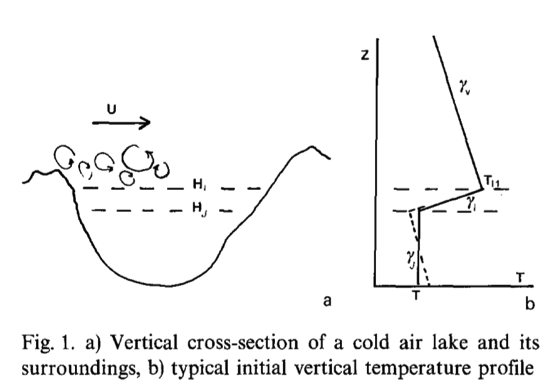 U
H_i
H_j
a
Z
γ_v
T_i1
γ_i
γ_j
T
T
b
Fig. 1. a) Vertical cross-section of a cold air lake and its
surroundings, b) typical initial vertical temperature profile